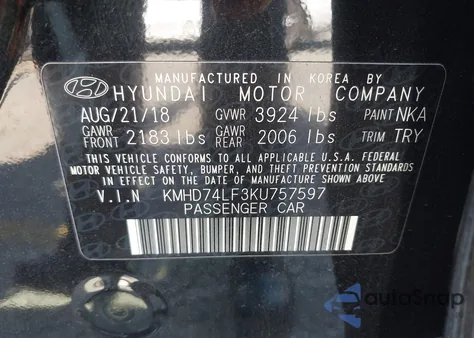 MANUFACTURED IN KOREA BY
HYUNDAI MOTOR COMPANY
AUG/21/18 GVWR 3924 lbs PAINT NKA
GAWR FRONT 2183 lbs GAWR REAR 2006 lbs TRIM TRY
THIS VEHICLE CONFORMS TO ALL APPLICABLE U.S.A. FEDERAL
MOTOR VEHICLE SAFETY, BUMPER, AND THEFT PREVENTION
STANDARDS IN EFFECT ON THE DATE OF MANUFACTURE SHOWN ABOVE.
V.I.N KMHD74LF3KU757597
PASSENGER CAR
autoSnap